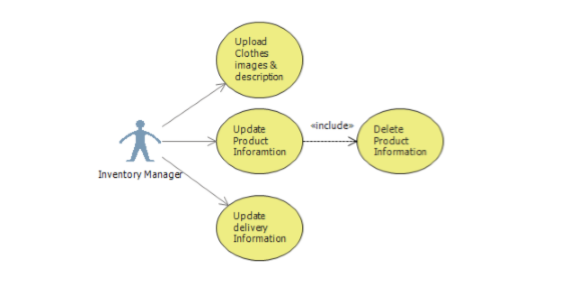 Upload
Clothes
images &
description
Update
Product
Inforamtion
«include»
Delete
Product
Information
Inventory Manager
Update
delivery
Information